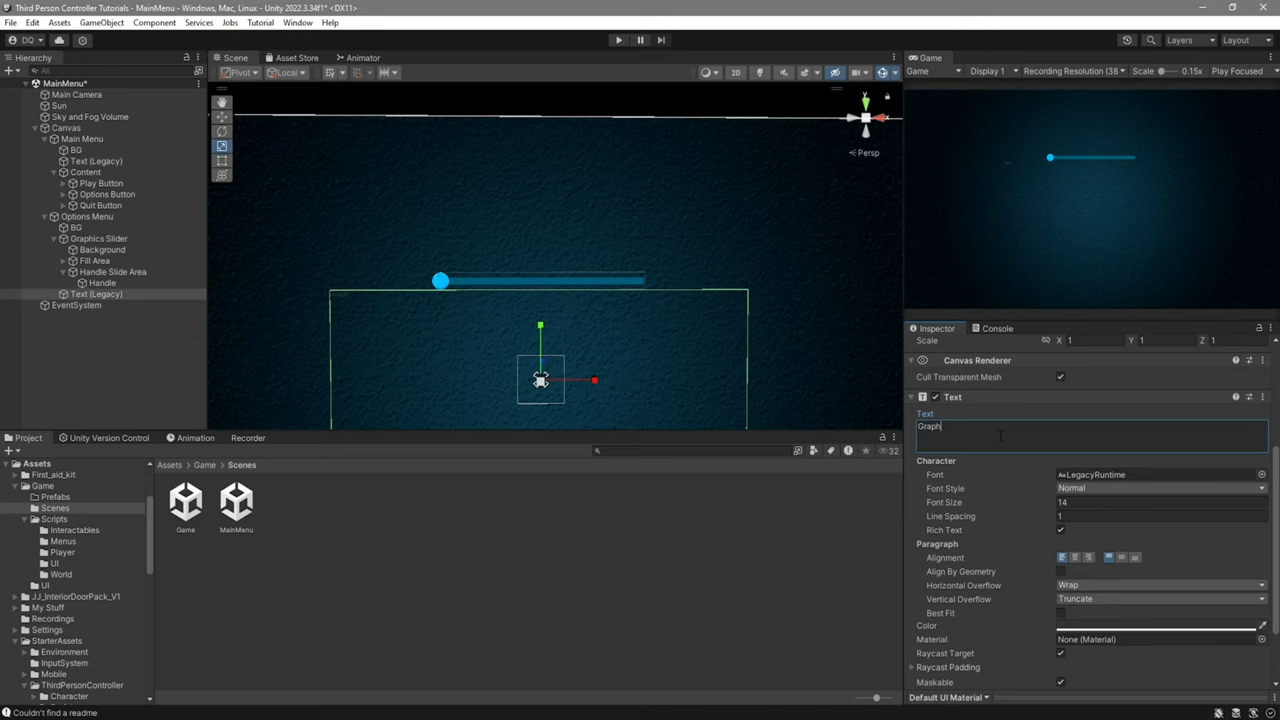 Third Person Controller Tutorials - MainMenu - Windows, Mac, Linux - Unity 2022.3.34f1* <DX11>
File Edit Assets GameObject Component Services Jobs Tutorial Window Help
DQ
Layers Layout
Hierarchy
All
MainMenu*
Main Camera
Sun
Sky and Fog Volume
Canvas
Main Menu
BG
Text (Legacy)
Content
Play Button
Options Button
Quit Button
Options Menu
BG
Graphics Slider
Background
Fill Area
Handle Slide Area
Handle
Text (Legacy)
EventSystem
Scene Asset Store Animator
Pivot Local 2D
y
x
Persp
Game
Game Display 1 Recording Resolution (38 Scale 0.15x Play Focused
Inspector Console
Scale X 1 Y 1 Z 1
Canvas Renderer
Cull Transparent Mesh
Text
Text
Graph
Character
Font LegacyRuntime
Font Style Normal
Font Size 14
Line Spacing 1
Rich Text
Paragraph
Alignment
Align By Geometry
Horizontal Overflow Wrap
Vertical Overflow Truncate
Best Fit
Color
Material None (Material)
Raycast Target
Raycast Padding
Maskable
Default UI Material
Project Unity Version Control Animation Recorder
32
Assets
First_aid_kit
Game
Prefabs
Scenes
Scripts
Interactables
Menus
Player
UI
World
UI
JJ_InteriorDoorPack_V1
My Stuff
Recordings
Settings
StarterAssets
Environment
InputSystem
Mobile
ThirdPersonController
Character
Assets Game Scenes
Game MainMenu
Couldn't find a readme